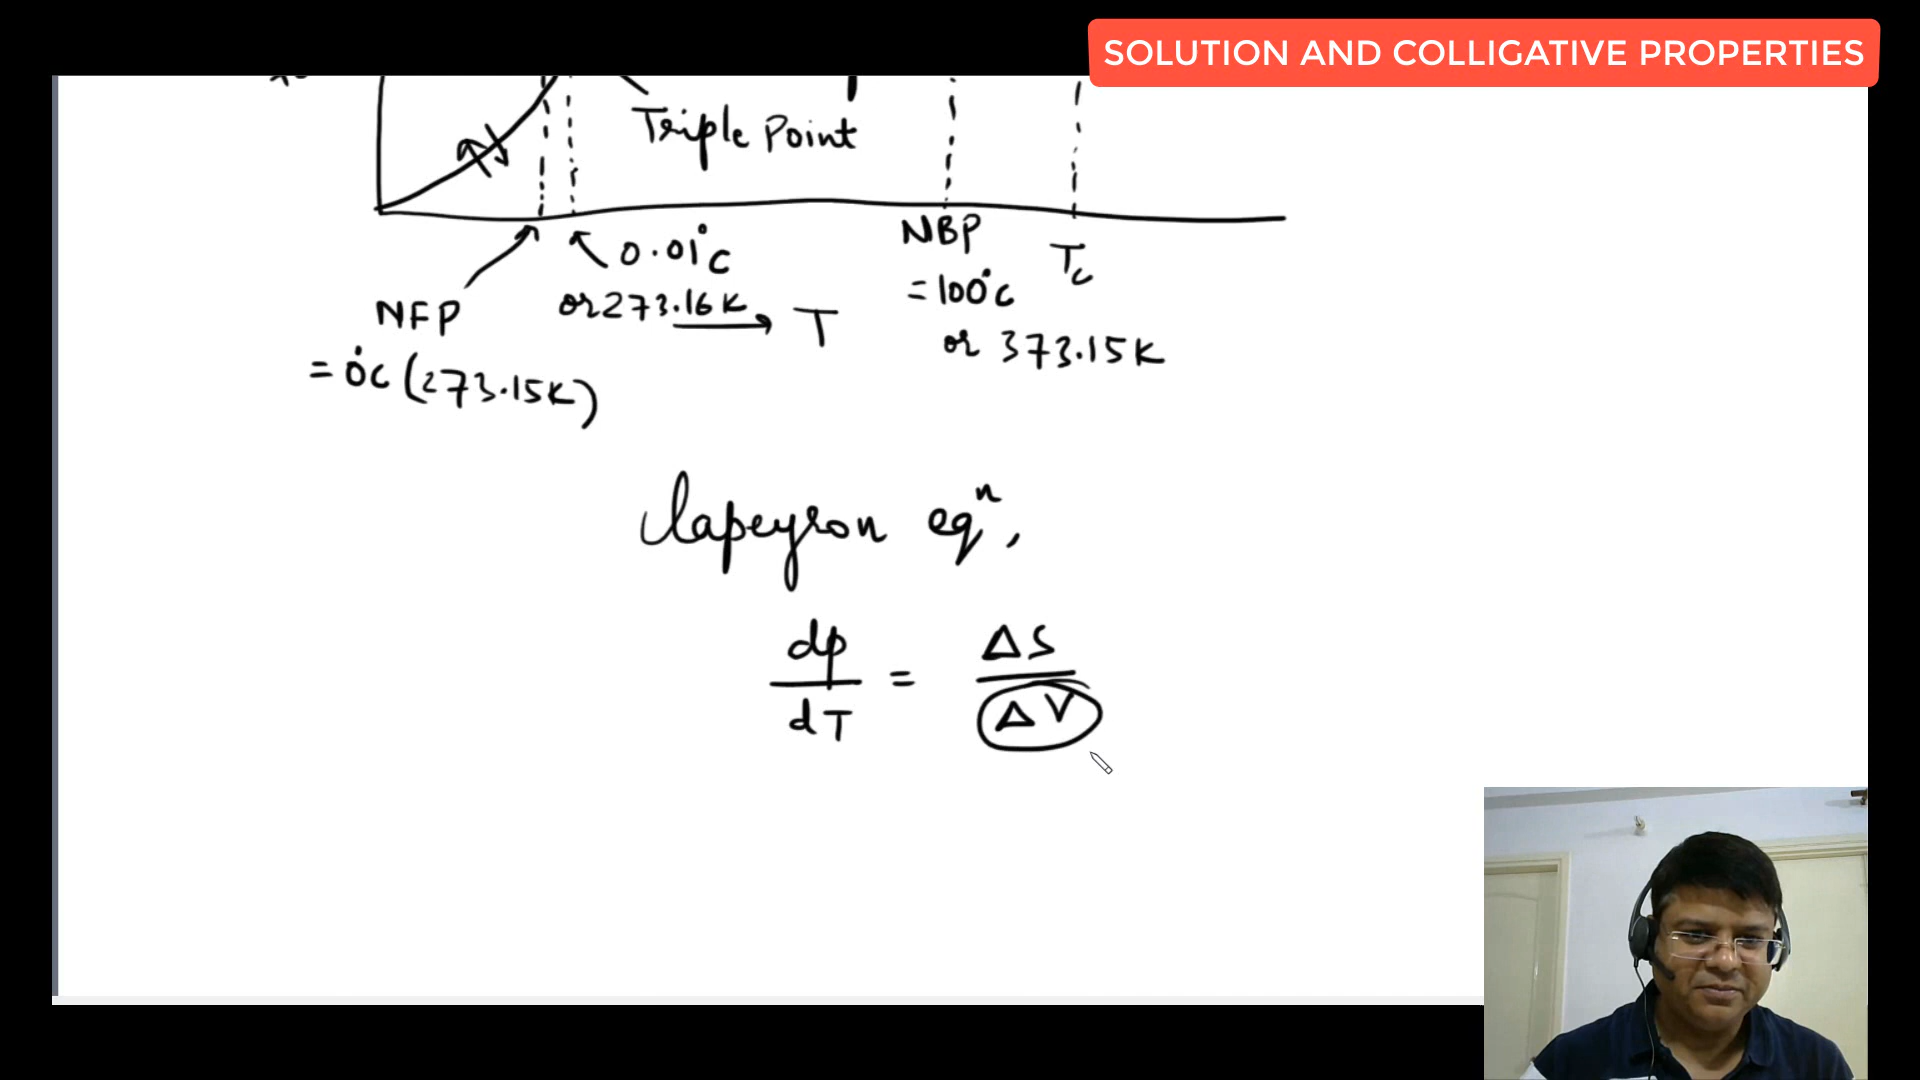 SOLUTION AND COLLIGATIVE PROPERTIES
Triple Point
0.01°C
or 273.16K
T
NFP
= 0°C (273.15K)
NBP
= 100°C
or 373.15K
Tc
Clapeyron eqⁿ,
dp
dT
=
ΔS
ΔV